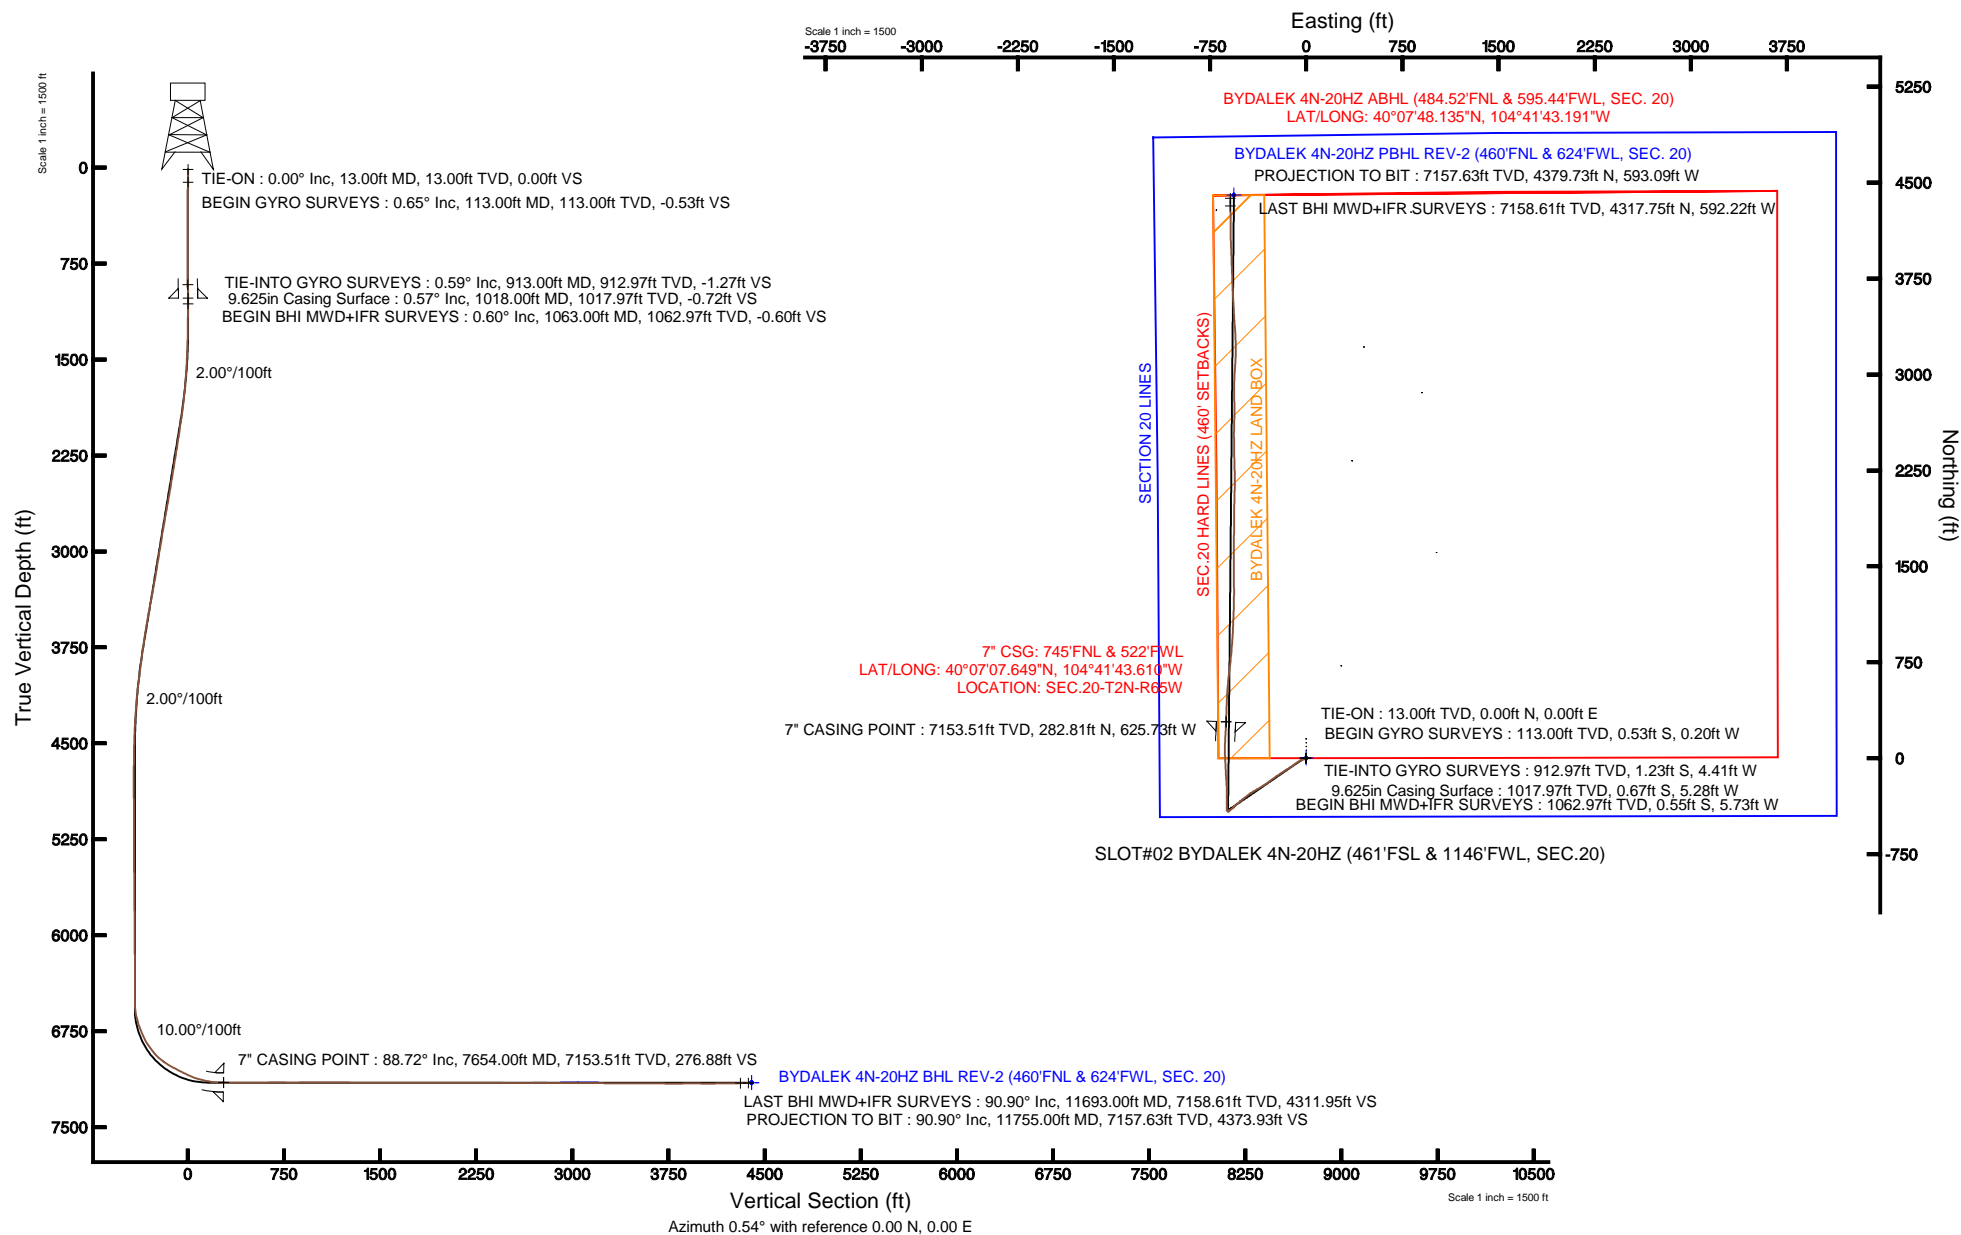 Easting (ft)
Scale 1 inch = 1500
-3750 -3000 -2250 -1500 -750 0 750 1500 2250 3000 3750
Scale 1 inch = 1500 ft
BYDALEK 4N-20HZ ABHL (484.52'FNL & 595.44'FWL, SEC. 20)
LAT/LONG: 40°07'48.135"N, 104°41'43.191"W
BYDALEK 4N-20HZ PBHL REV-2 (460'FNL & 624'FWL, SEC. 20)
PROJECTION TO BIT : 7157.63ft TVD, 4379.73ft N, 593.09ft W
LAST BHI MWD+IFR SURVEYS : 7158.61ft TVD, 4317.75ft N, 592.22ft W
5250
4500
3750
3000
2250
1500
750
0
-750
Northing (ft)
SECTION 20 LINES
SEC.20 HARD LINES (460' SETBACKS)
BYDALEK 4N-20HZ LAND BOX
7" CSG: 745'FNL & 522'FWL
LAT/LONG: 40°07'07.649"N, 104°41'43.610"W
LOCATION: SEC.20-T2N-R65W
7" CASING POINT : 7153.51ft TVD, 282.81ft N, 625.73ft W
TIE-ON : 13.00ft TVD, 0.00ft N, 0.00ft E
BEGIN GYRO SURVEYS : 113.00ft TVD, 0.53ft S, 0.20ft W
TIE-INTO GYRO SURVEYS : 912.97ft TVD, 1.23ft S, 4.41ft W
9.625in Casing Surface : 1017.97ft TVD, 0.67ft S, 5.28ft W
BEGIN BHI MWD+IFR SURVEYS : 1062.97ft TVD, 0.55ft S, 5.73ft W
SLOT#02 BYDALEK 4N-20HZ (461'FSL & 1146'FWL, SEC.20)
True Vertical Depth (ft)
0
750
1500
2250
3000
3750
4500
5250
6000
6750
7500
TIE-ON : 0.00° Inc, 13.00ft MD, 13.00ft TVD, 0.00ft VS
BEGIN GYRO SURVEYS : 0.65° Inc, 113.00ft MD, 113.00ft TVD, -0.53ft VS
TIE-INTO GYRO SURVEYS : 0.59° Inc, 913.00ft MD, 912.97ft TVD, -1.27ft VS
9.625in Casing Surface : 0.57° Inc, 1018.00ft MD, 1017.97ft TVD, -0.72ft VS
BEGIN BHI MWD+IFR SURVEYS : 0.60° Inc, 1063.00ft MD, 1062.97ft TVD, -0.60ft VS
2.00°/100ft
2.00°/100ft
10.00°/100ft
7" CASING POINT : 88.72° Inc, 7654.00ft MD, 7153.51ft TVD, 276.88ft VS
BYDALEK 4N-20HZ BHL REV-2 (460'FNL & 624'FWL, SEC. 20)
LAST BHI MWD+IFR SURVEYS : 90.90° Inc, 11693.00ft MD, 7158.61ft TVD, 4311.95ft VS
PROJECTION TO BIT : 90.90° Inc, 11755.00ft MD, 7157.63ft TVD, 4373.93ft VS
0 750 1500 2250 3000 3750 4500 5250 6000 6750 7500 8250 9000 9750 10500
Vertical Section (ft)
Scale 1 inch = 1500 ft
Azimuth 0.54° with reference 0.00 N, 0.00 E